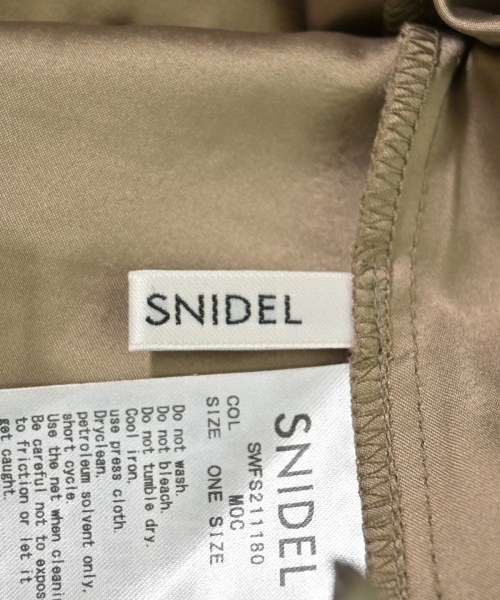 SNIDEL
SNIDEL
SWFS211180
COL MOC
SIZE ONE SIZE
Do not wash.
Do not bleach.
Do not tumble dry.
Cool iron.
use press cloth.
Dryclean.
petroleum solvent only.
short cycle.
Use the net when
Be careful not to
to friction or let it
get caught.